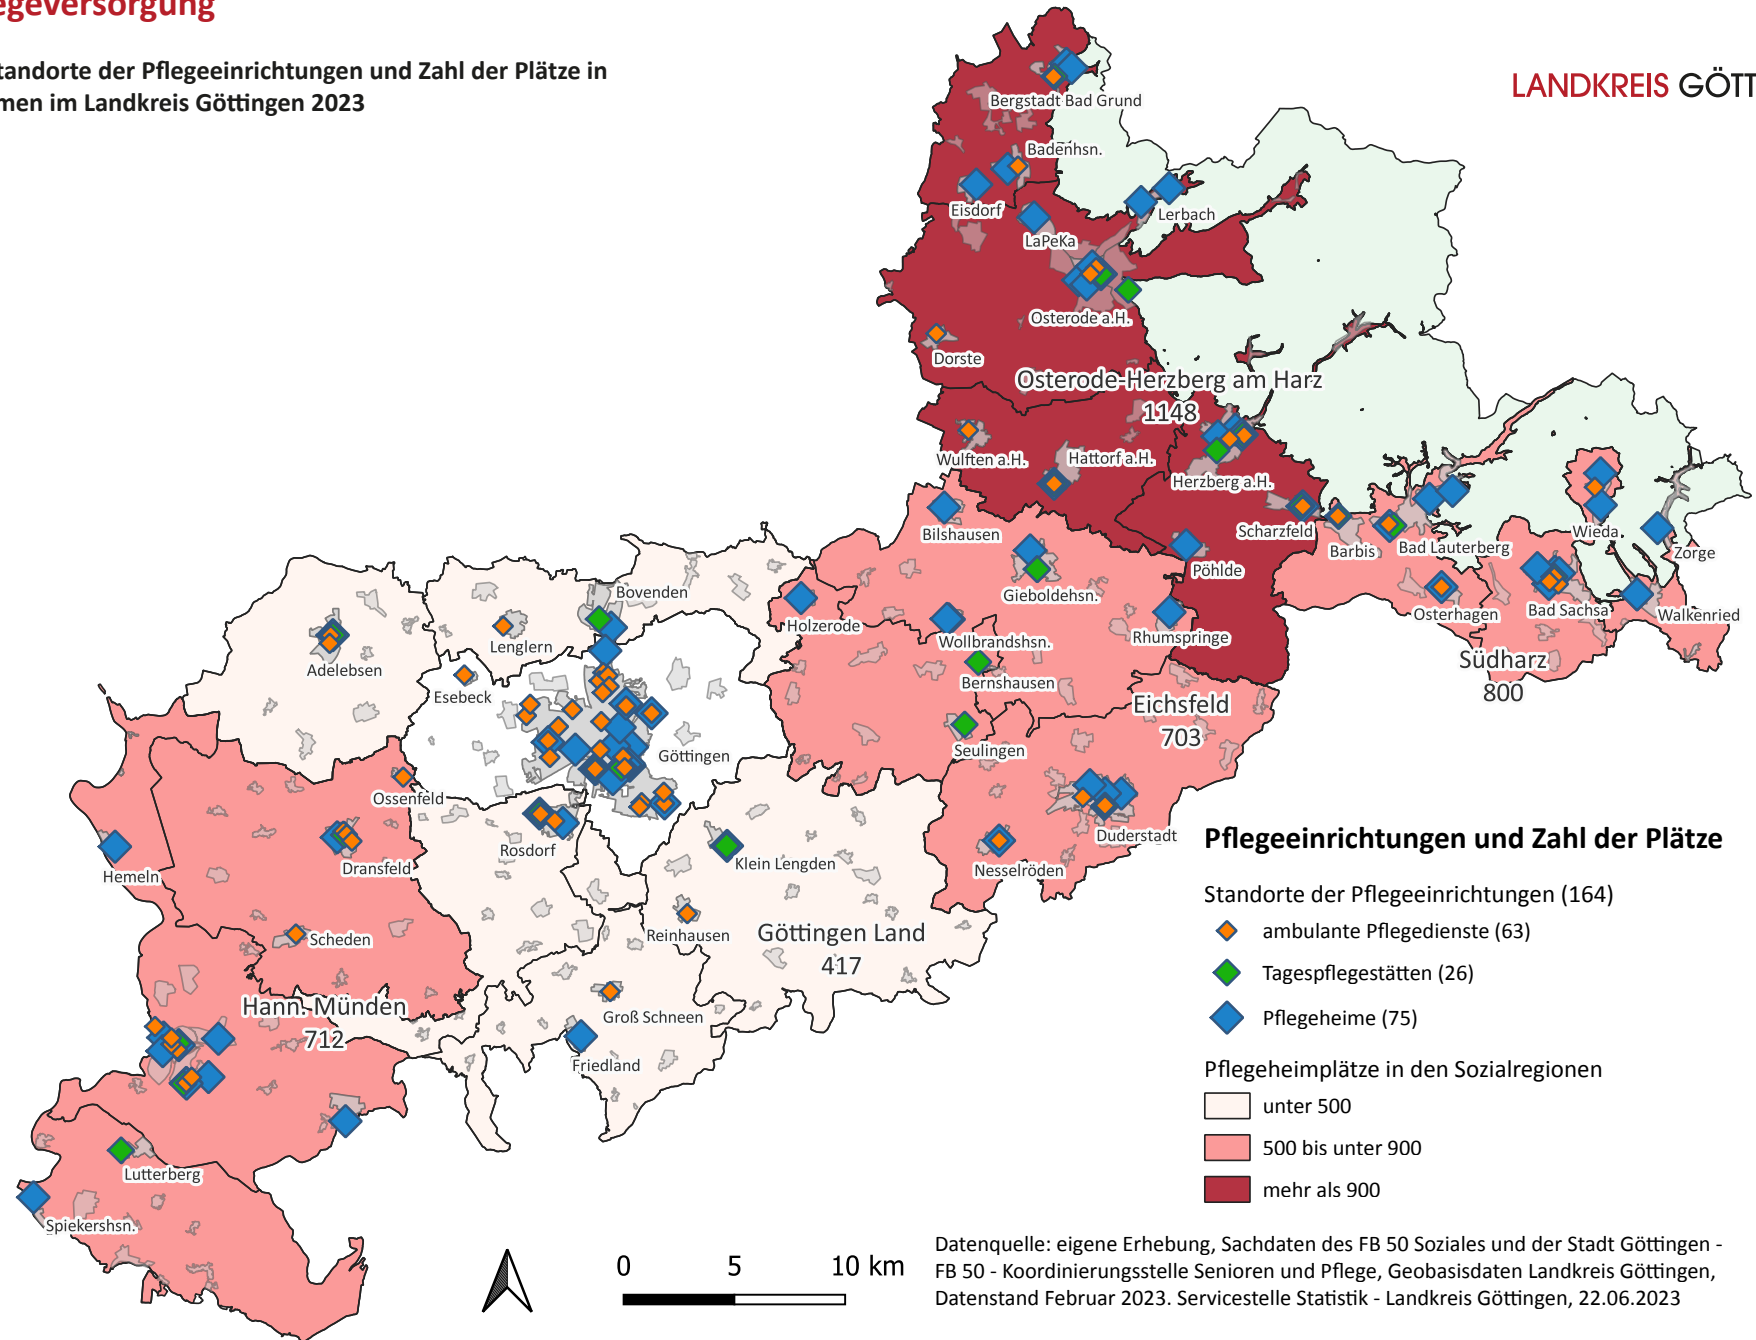 egeversorgung
tandorte der Pflegeeinrichtungen und Zahl der Plätze in
men im Landkreis Göttingen 2023
LANDKREIS GÖTT
Bergstadt Bad Grund
Badenhsn.
Eisdorf
Lerbach
LaPeKa
Osterode a.H.
Dorste
Osterode-Herzberg am Harz
1148
Wulften a.H.
Hattorf a.H.
Herzberg a.H.
Bilshausen
Scharzfeld
Barbis
Bad Lauterberg
Wieda
Zorge
Pöhlde
Gieboldehsn.
Bovenden
Holzerode
Wollbrandshsn.
Rhumspringe
Osterhagen
Bad Sachsa
Walkenried
Lenglern
Adelebsen
Südharz
800
Esebeck
Bernshausen
Eichsfeld
703
Göttingen
Seulingen
Ossenfeld
Duderstadt
Rosdorf
Klein Lengden
Nesselröden
Hemeln
Dransfeld
Scheden
Reinhausen
Göttingen Land
417
Hann. Münden
712
Groß Schneen
Friedland
Lutterberg
Spiekershsn.
Pflegeeinrichtungen und Zahl der Plätze
Standorte der Pflegeeinrichtungen (164)
ambulante Pflegedienste (63)
Tagespflegestätten (26)
Pflegeheime (75)
Pflegeheimplätze in den Sozialregionen
unter 500
500 bis unter 900
mehr als 900
0 5 10 km
Datenquelle: eigene Erhebung, Sachdaten des FB 50 Soziales und der Stadt Göttingen -
FB 50 - Koordinierungsstelle Senioren und Pflege, Geobasisdaten Landkreis Göttingen,
Datenstand Februar 2023. Servicestelle Statistik - Landkreis Göttingen, 22.06.2023